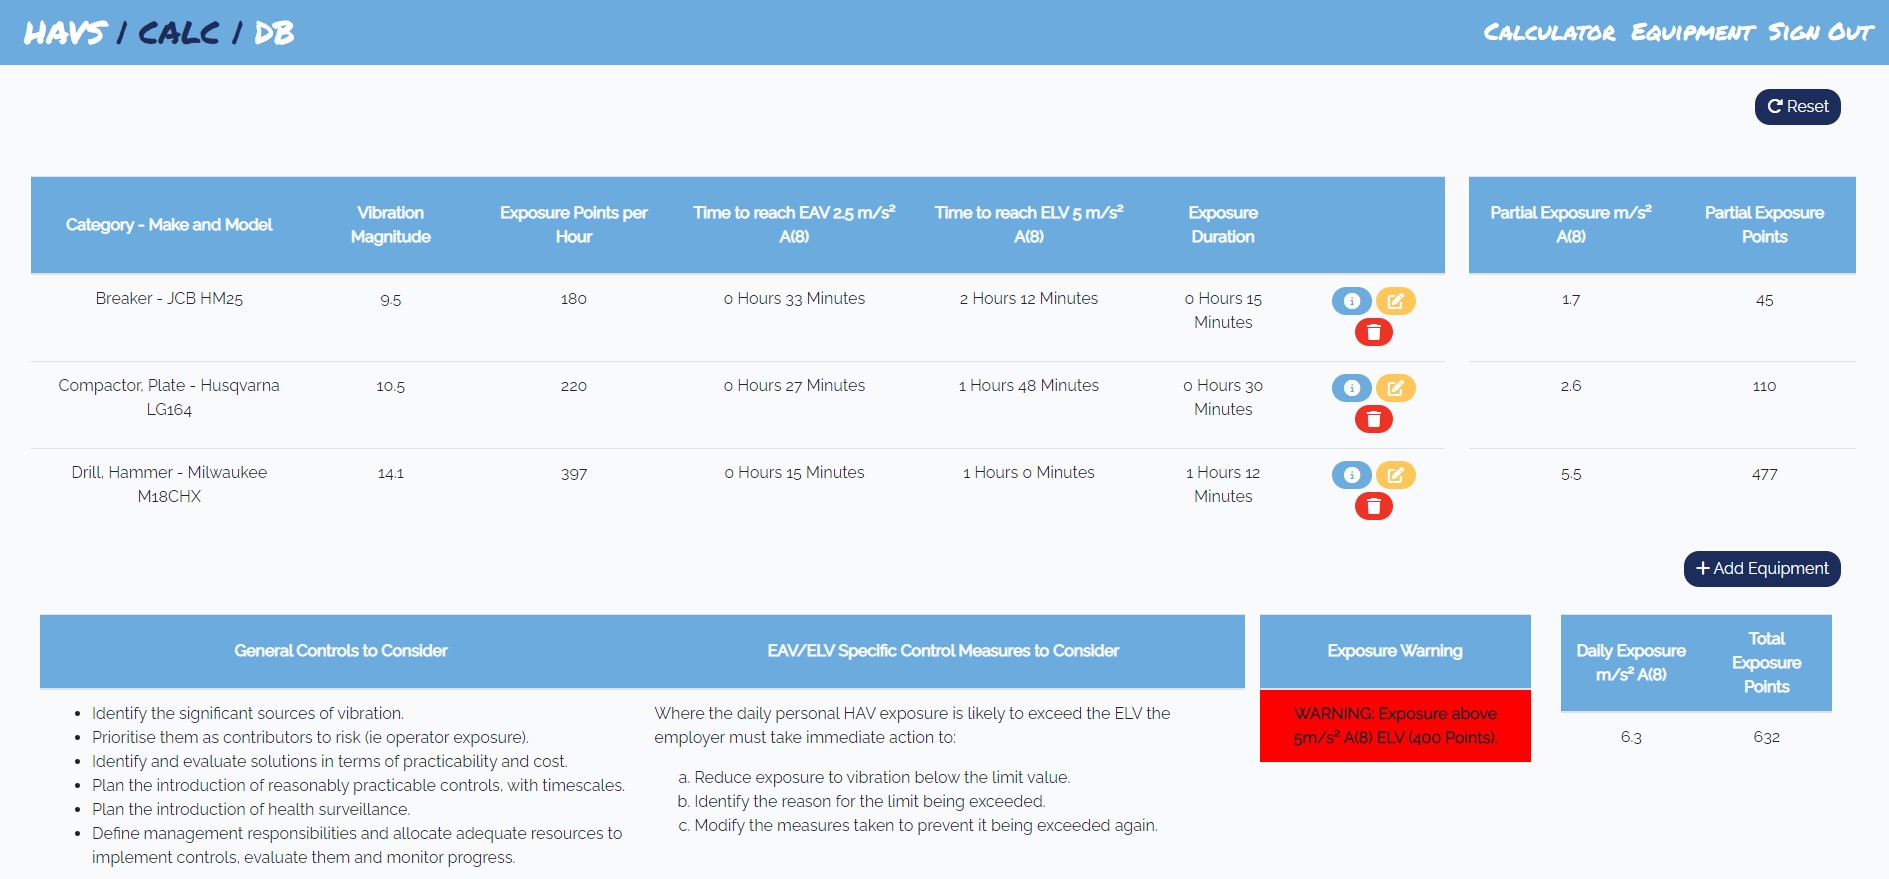 HAVS | CALC | DB
Calculator Equipment Sign Out
Reset
Category - Make and Model
Vibration
Magnitude
Exposure Points per
Hour
Time to reach EAV 2.5 m/s²
A(8)
Time to reach ELV 5 m/s²
A(8)
Exposure
Duration
Partial Exposure m/s²
A(8)
Partial Exposure
Points
Breaker - JCB HM25
9.5
180
0 Hours 33 Minutes
2 Hours 12 Minutes
0 Hours 15
Minutes
1.7
45
Compactor, Plate - Husqvarna
LG164
10.5
220
0 Hours 27 Minutes
1 Hours 48 Minutes
0 Hours 30
Minutes
2.6
110
Drill, Hammer - Milwaukee
M18CHX
14.1
397
0 Hours 15 Minutes
1 Hours 0 Minutes
1 Hours 12
Minutes
5.5
477
+ Add Equipment
General Controls to Consider
• Identify the significant sources of vibration.
• Prioritise them as contributors to risk (ie operator exposure).
• Identify and evaluate solutions in terms of practicability and cost.
• Plan the introduction of reasonably practicable controls, with timescales.
• Plan the introduction of health surveillance.
• Define management responsibilities and allocate adequate resources to
implement controls, evaluate them and monitor progress.
EAV/ELV Specific Control Measures to Consider
Where the daily personal HAV exposure is likely to exceed the ELV the
employer must take immediate action to:
a. Reduce exposure to vibration below the limit value.
b. Identify the reason for the limit being exceeded.
c. Modify the measures taken to prevent it being exceeded again.
Exposure Warning
WARNING: Exposure above
5m/s² A(8) ELV (400 Points).
Daily Exposure
m/s² A(8)
Total
Exposure
Points
6.3
632